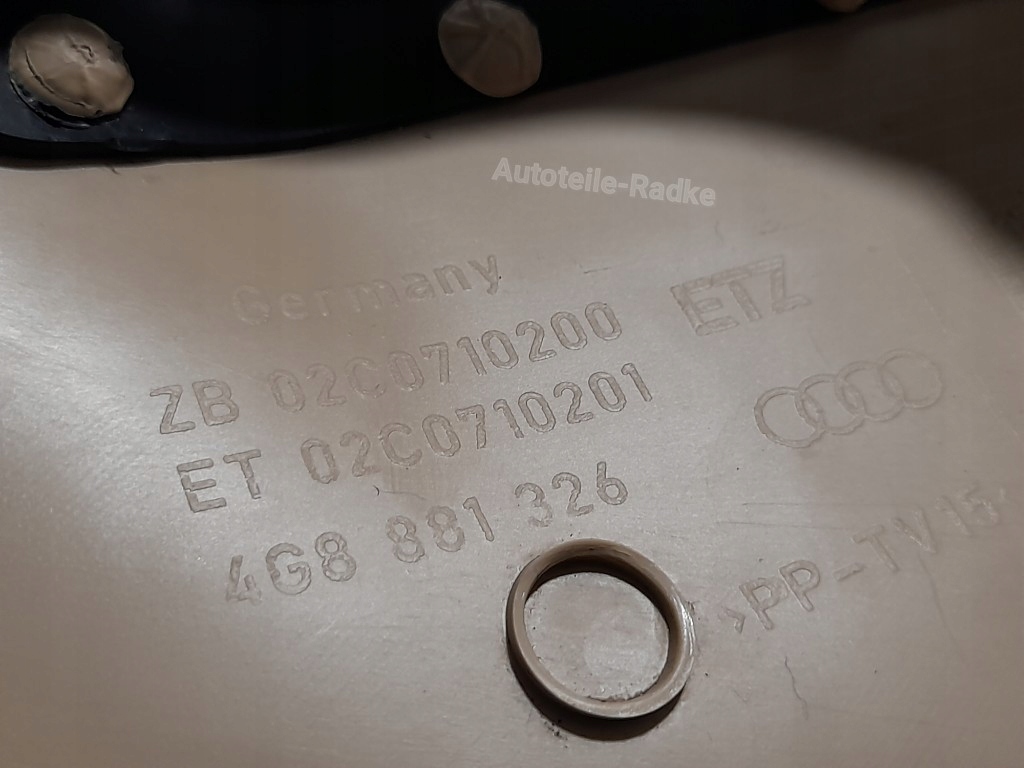 Autoteile-Radke
Germany
ZB 02C0710200 ETZ
ET 02C0710201
4G8 881 326
>PP-TV15<